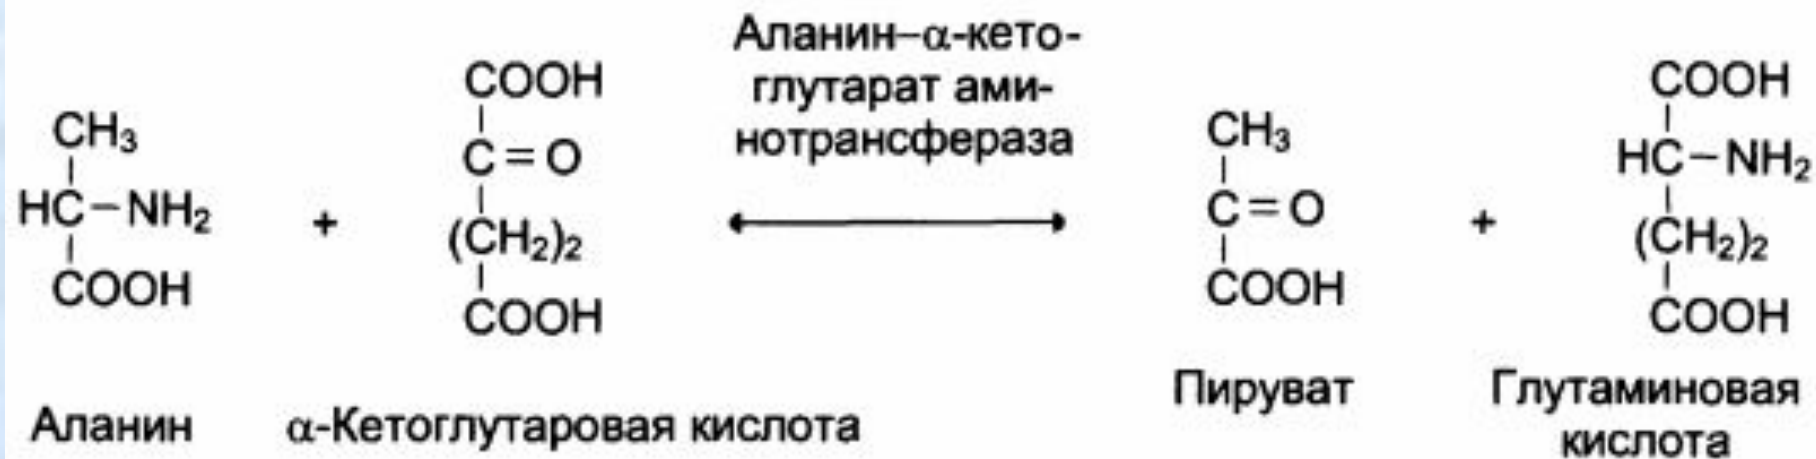 CH₃
HC–NH₂
COOH
+
COOH
C=O
(CH₂)₂
COOH
Аланин–α-кето-
глутарат ами-
нотрансфераза
CH₃
C=O
COOH
+
COOH
HC–NH₂
(CH₂)₂
COOH
Аланин
α-Кетоглутаровая кислота
Пируват
Глутаминовая
кислота